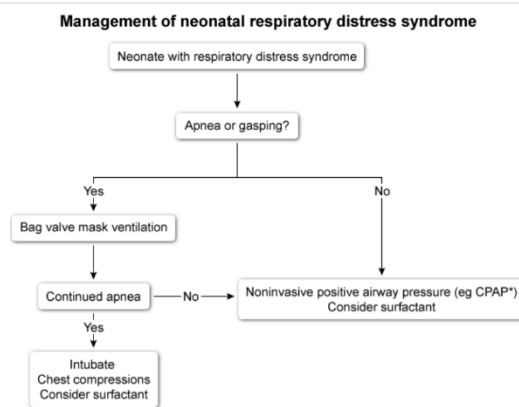 Management of neonatal respiratory distress syndrome
Neonate with respiratory distress syndrome
Apnea or gasping?
Yes
No
Bag valve mask ventilation
Continued apnea
No
Noninvasive positive airway pressure (eg CPAP*)
Consider surfactant
Yes
Intubate
Chest compressions
Consider surfactant